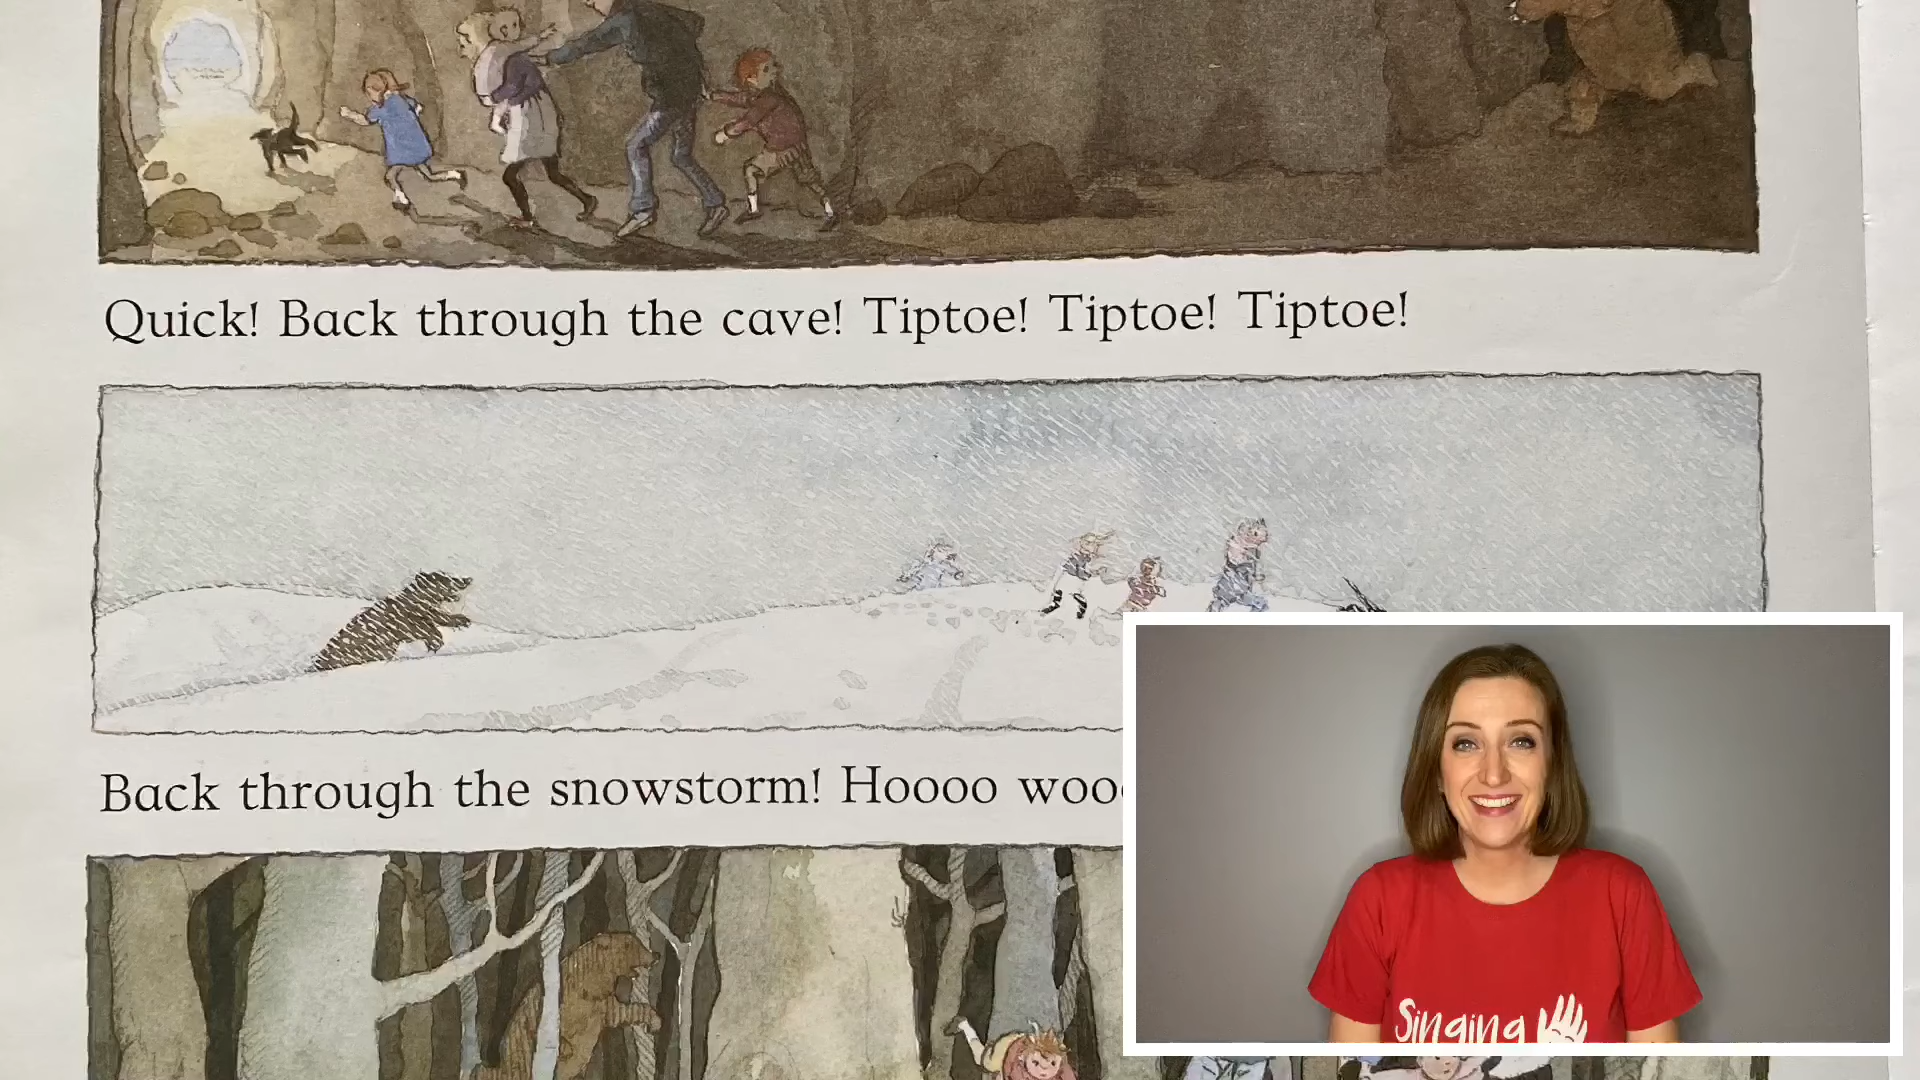 Quick! Back through the cave! Tiptoe! Tiptoe! Tiptoe!
Back through the snowstorm! Hoooo
Singing